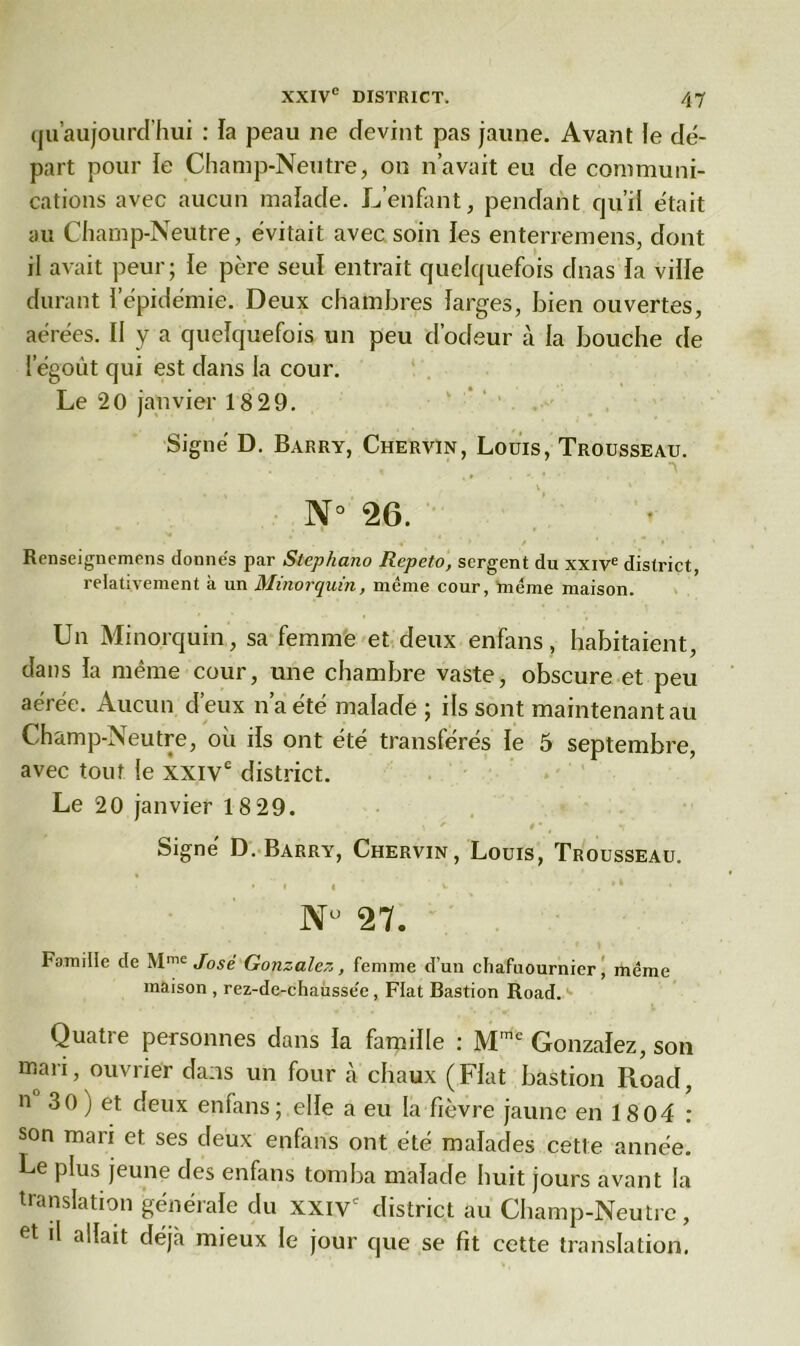 XXIVe DISTRICT. 47
qu'aujourd'hui : la peau ne devint pas jaune. Avant le dé-
part pour le Champ-Neutre, on n'avait eu de communi-
cations avec aucun malade. L'enfant, pendant qu'il était
au Champ-Neutre, évitait avec soin les enterremens, dont
il avait peur; le père seul entrait quelquefois dnas la ville
durant l'épidémie. Deux chambres larges, bien ouvertes,
aérées. Il y a quelquefois un peu d'odeur à la bouche de
l'égoût qui est dans la cour.
Le 20 janvier 1829.
Signé D. BARRY, CHERVIN, LOUIS, TROUSSEAU.
N° 26.
Renseignemens donnés par Stephano Repeto, sergent du XXIVe district,
relativement à un Minorquin, même cour, même maison.
Un Minorquin, sa femme et deux enfans, habitaient,
dans la même cour, une chambre vaste, obscure et peu
aérée. Aucun d'eux n'a été malade ; ils sont maintenant au
Champ-Neutre, où ils ont été transférés le 5 septembre,
avec tout le XXIVe district.
Le 20 janvier 1829.
Signé D. BARRY, CHERVIN, LOUIS, TROUSSEAU.
N° 27.
Famille de Mme José Gonzalez, femme d'un chafuournier, même
maison, rez-de-chaussée, Flat Bastion Road.
Quatre personnes dans la famille : Mme Gonzalez, son
mari, ouvrier dans un four à chaux (Flat bastion Road,
n° 30) et deux enfans; elle a eu la fièvre jaune en 1804 :
son mari et ses deux enfans ont été malades cette année.
Le plus jeune des enfans tomba malade huit jours avant la
translation générale du XXIVe district au Champ-Neutre,
et il allait déjà mieux le jour que se fit cette translation.